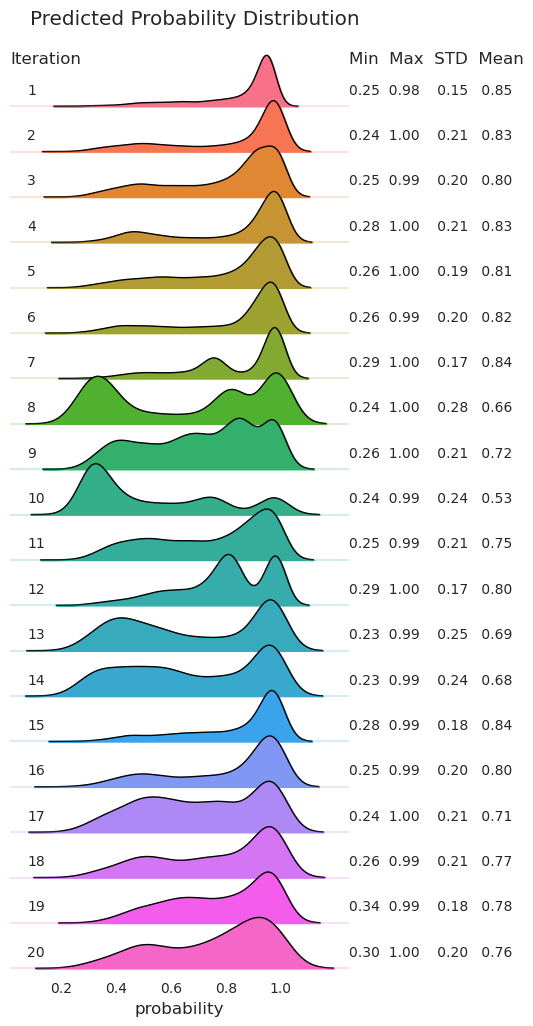 Predicted Probability Distribution
Iteration Min Max STD Mean
1 0.25 0.98 0.15 0.85
2 0.24 1.00 0.21 0.83
3 0.25 0.99 0.20 0.80
4 0.28 1.00 0.21 0.83
5 0.26 1.00 0.19 0.81
6 0.26 0.99 0.20 0.82
7 0.29 1.00 0.17 0.84
8 0.24 1.00 0.28 0.66
9 0.26 1.00 0.21 0.72
10 0.24 0.99 0.24 0.53
11 0.25 0.99 0.21 0.75
12 0.29 1.00 0.17 0.80
13 0.23 0.99 0.25 0.69
14 0.23 0.99 0.24 0.68
15 0.28 0.99 0.18 0.84
16 0.25 0.99 0.20 0.80
17 0.24 1.00 0.21 0.71
18 0.26 0.99 0.21 0.77
19 0.34 0.99 0.18 0.78
20 0.30 1.00 0.20 0.76
0.2 0.4 0.6 0.8 1.0
probability